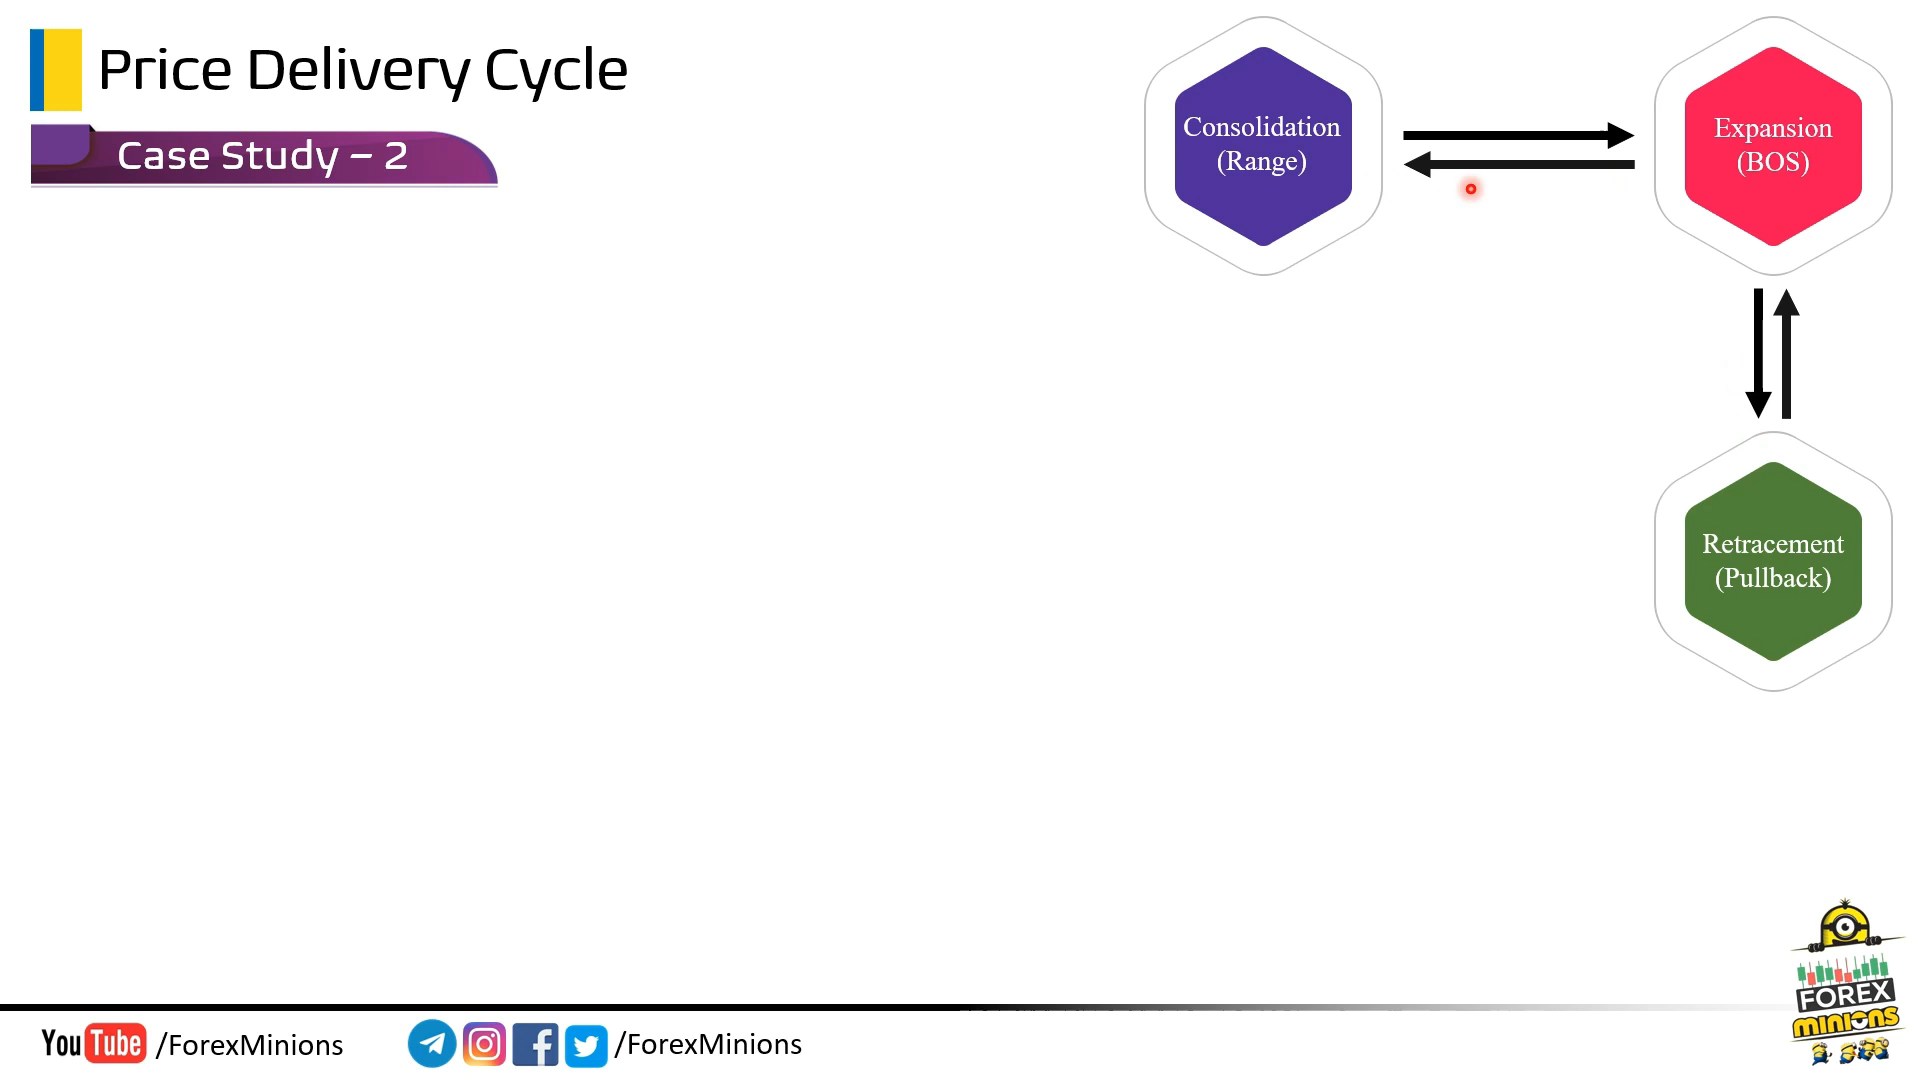 Price Delivery Cycle
Case Study – 2
Consolidation
(Range)
Expansion
(BOS)
Retracement
(Pullback)
YouTube /ForexMinions
/ForexMinions
FOREX
minions